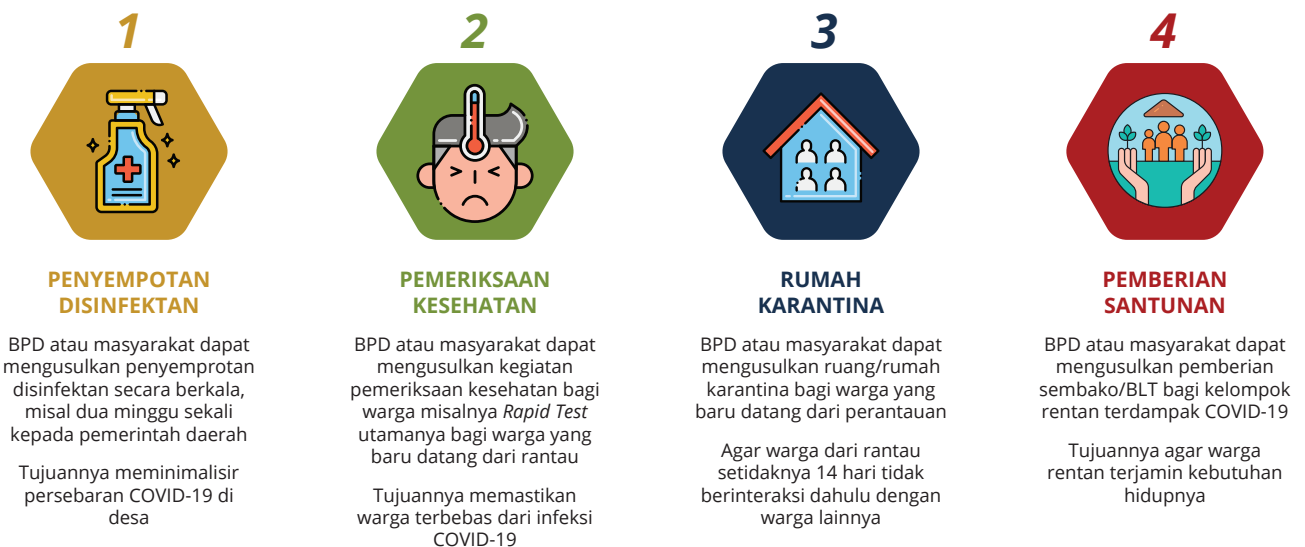 1
PENYEMPOTAN
DISINFEKTAN
BPD atau masyarakat dapat
mengusulkan penyemprotan
disinfektan secara berkala,
misal dua minggu sekali
kepada pemerintah daerah
Tujuannya meminimalisir
persebaran COVID-19 di
desa
2
PEMERIKSAAN
KESEHATAN
BPD atau masyarakat dapat
mengusulkan kegiatan
pemeriksaan kesehatan bagi
warga misalnya Rapid Test
utamanya bagi warga yang
baru datang dari rantau
Tujuannya memastikan
warga terbebas dari infeksi
COVID-19
3
RUMAH
KARANTINA
BPD atau masyarakat dapat
mengusulkan ruang/rumah
karantina bagi warga yang
baru datang dari perantauan
Agar warga dari rantau
setidaknya 14 hari tidak
berinteraksi dahulu dengan
warga lainnya
4
PEMBERIAN
SANTUNAN
BPD atau masyarakat dapat
mengusulkan pemberian
sembako/BLT bagi kelompok
rentan terdampak COVID-19
Tujuannya agar warga
rentan terjamin kebutuhan
hidupnya